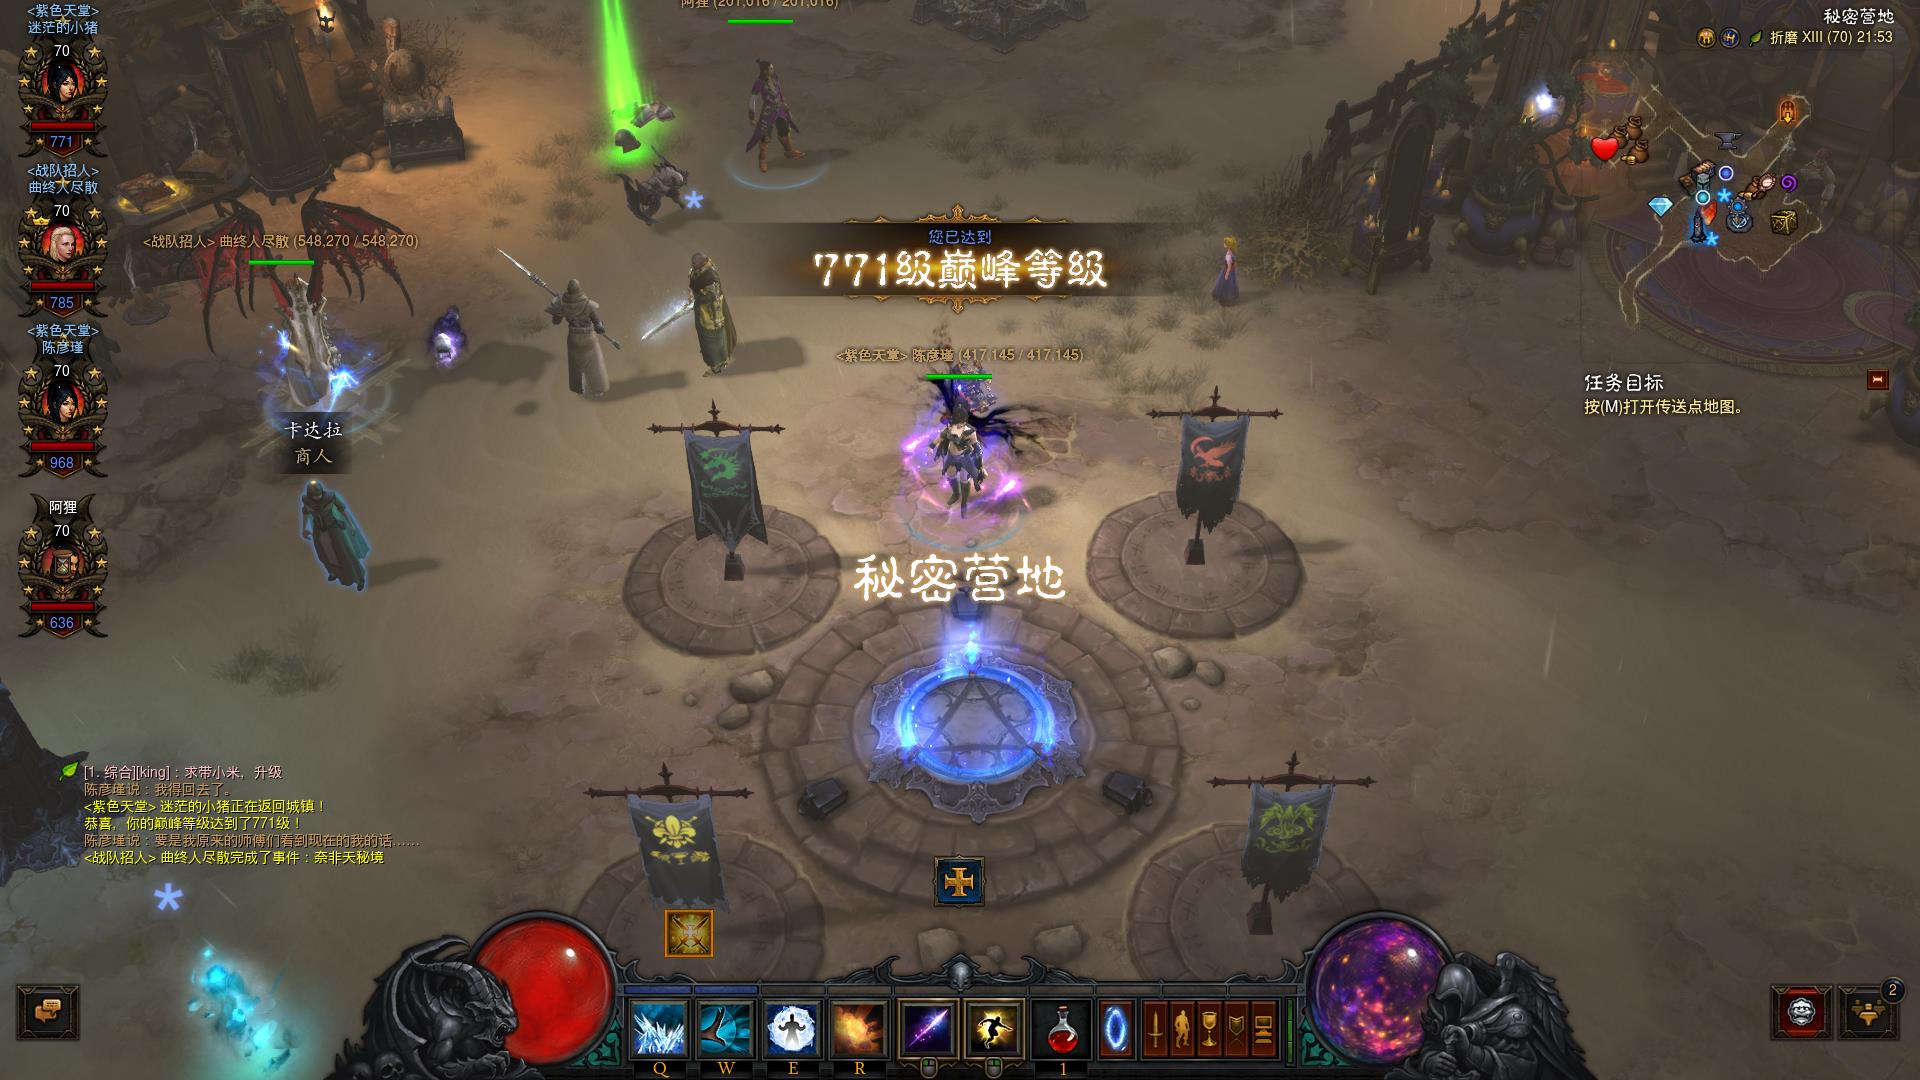 <紫色天堂>
迷茫的小猪
70
771
<战队招人>
曲终人尽散
70
785
<紫色天堂>
陈彦瑾
70
968
阿狸
70
636
阿狸 (201,016 / 201,016)
<战队招人> 曲终人尽散 (548,270 / 548,270)
您已达到
771级巅峰等级
<紫色天堂> 陈彦瑾 (417,145 / 417,145)
卡达拉
商人
秘密营地
秘密营地
折磨 XIII (70) 21:53
任务目标
按(M)打开传送点地图。
[1. 综合][king]：求带小米，升级
陈彦瑾说：我得回去了。
<紫色天堂> 迷茫的小猪正在返回城镇！
恭喜，你的巅峰等级达到了771级！
陈彦瑾说：要是我原来的师傅们看到现在的我的话……
<战队招人> 曲终人尽散完成了事件：奈非天秘境
Q
W
E
R
1
2